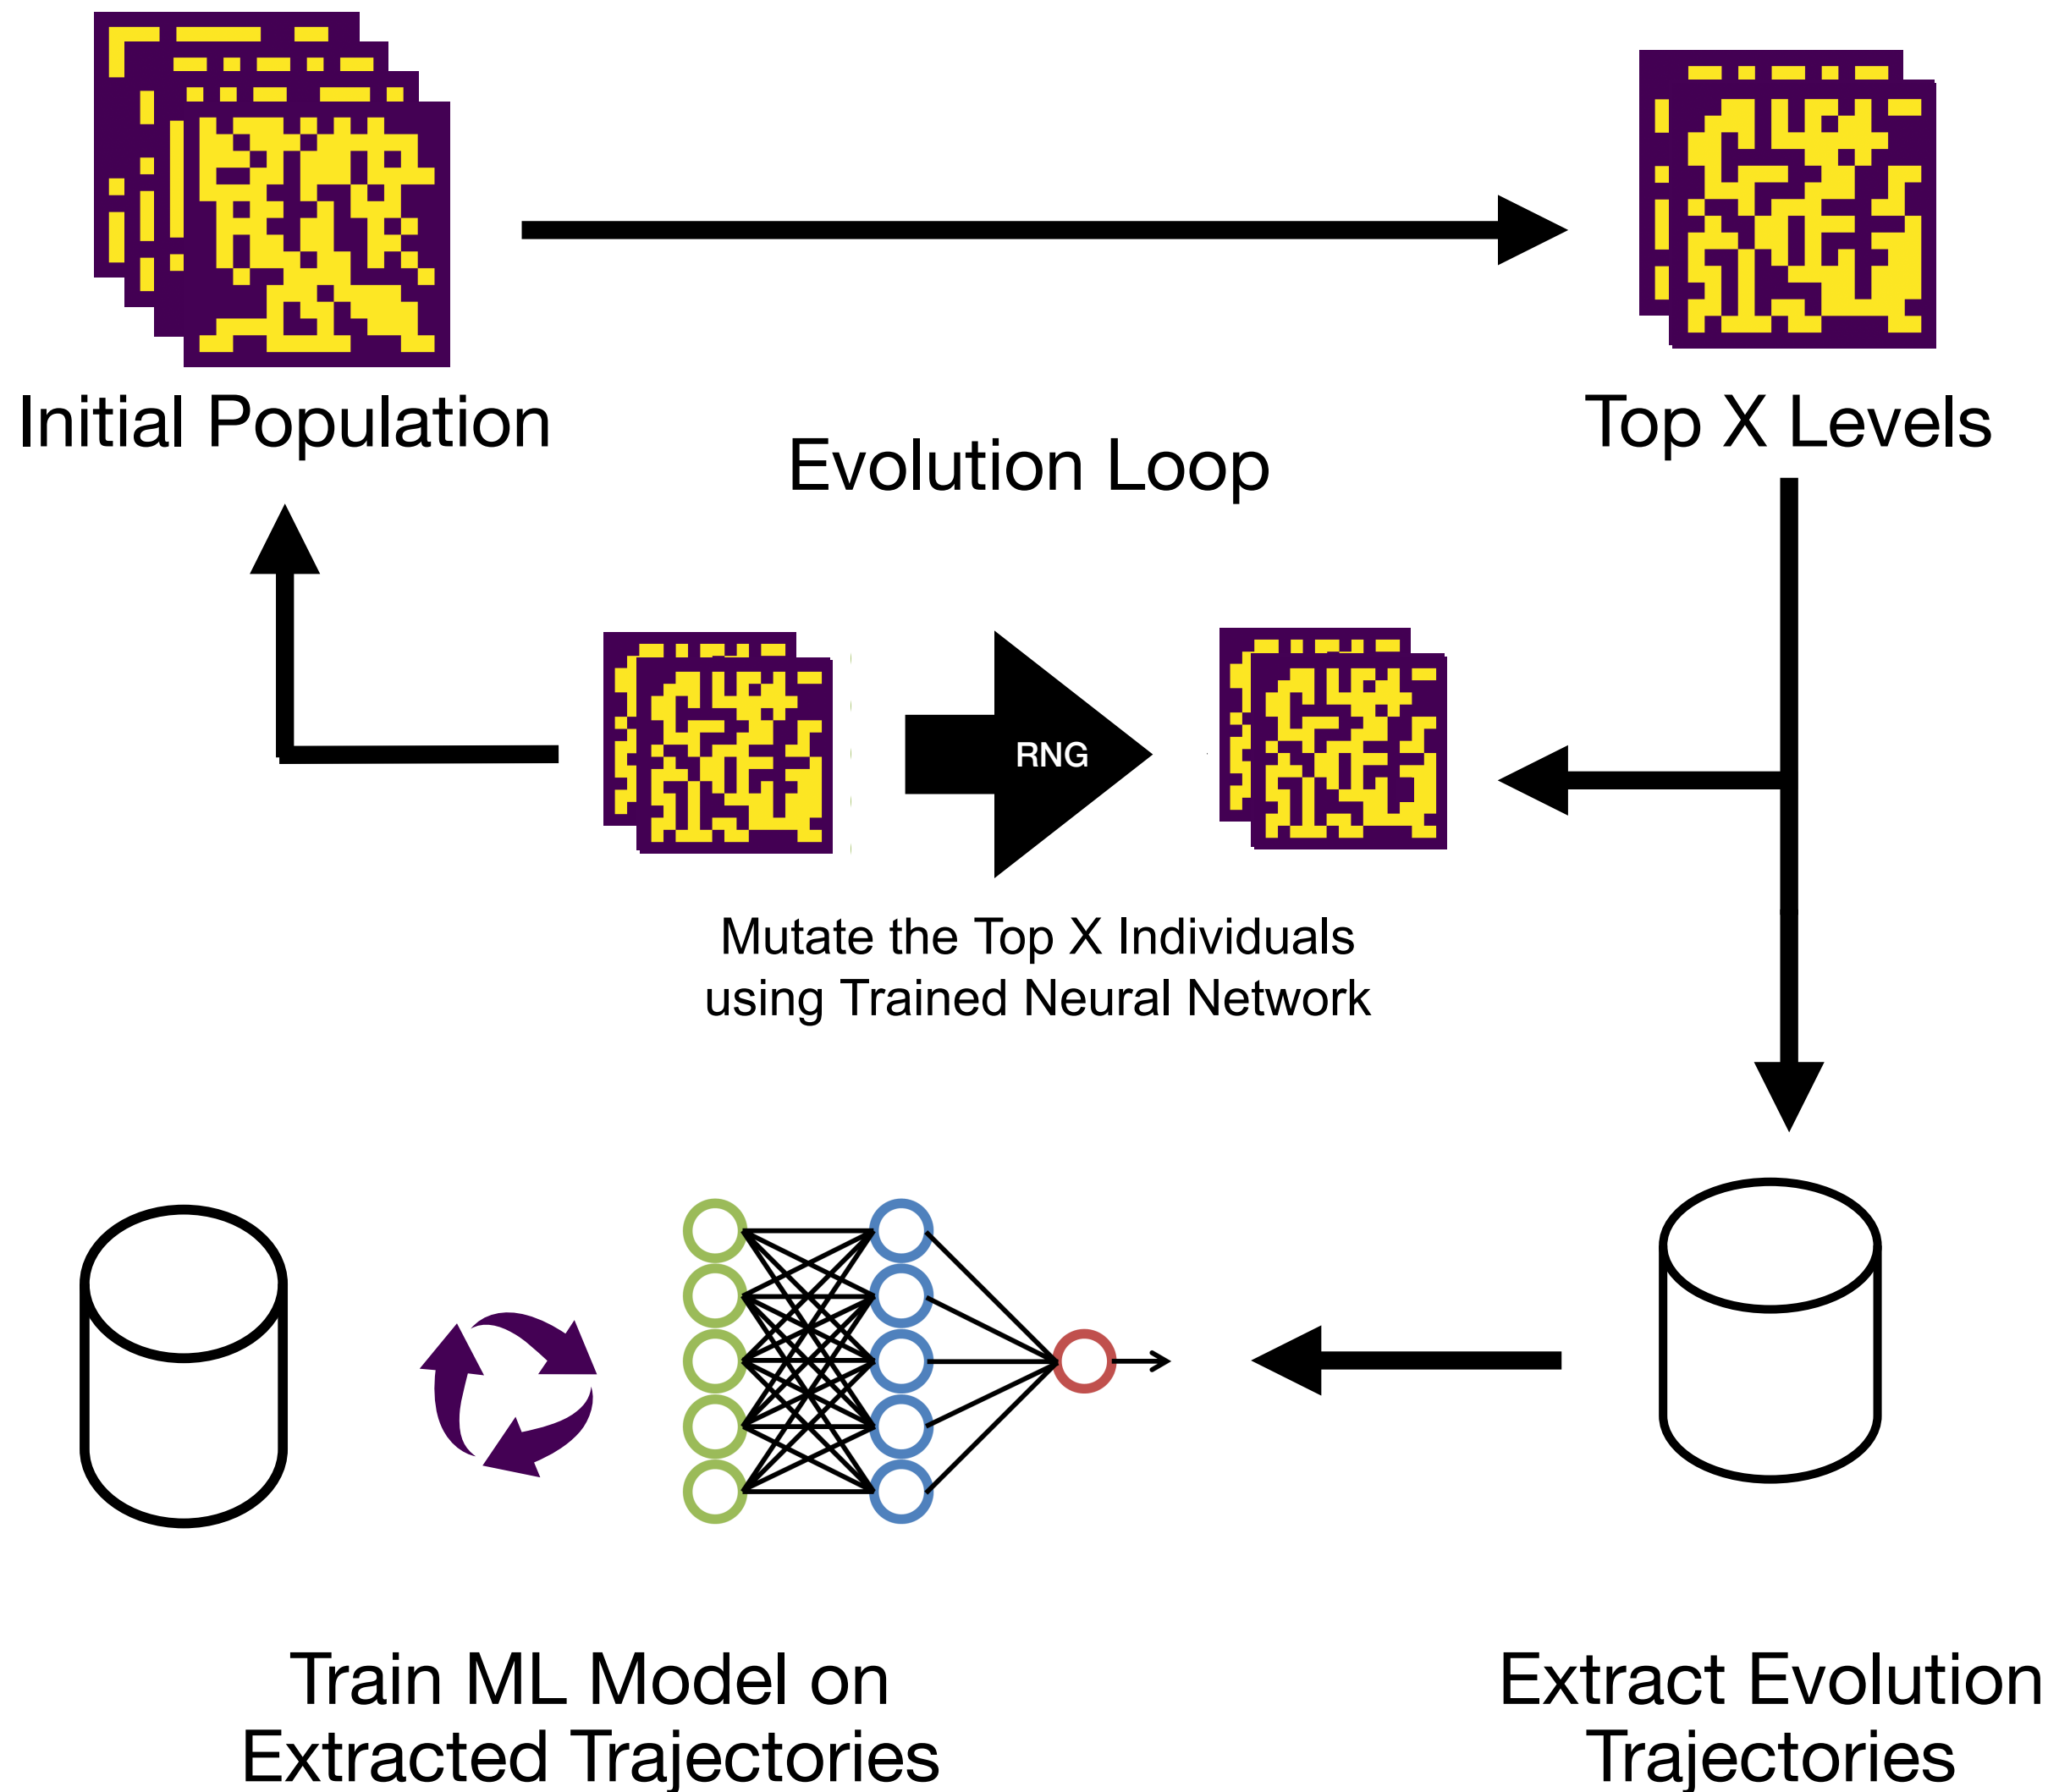 Initial Population
Top X Levels
Evolution Loop
RNG
Mutate the Top X Individuals
using Trained Neural Network
Train ML Model on
Extracted Trajectories
Extract Evolution
Trajectories